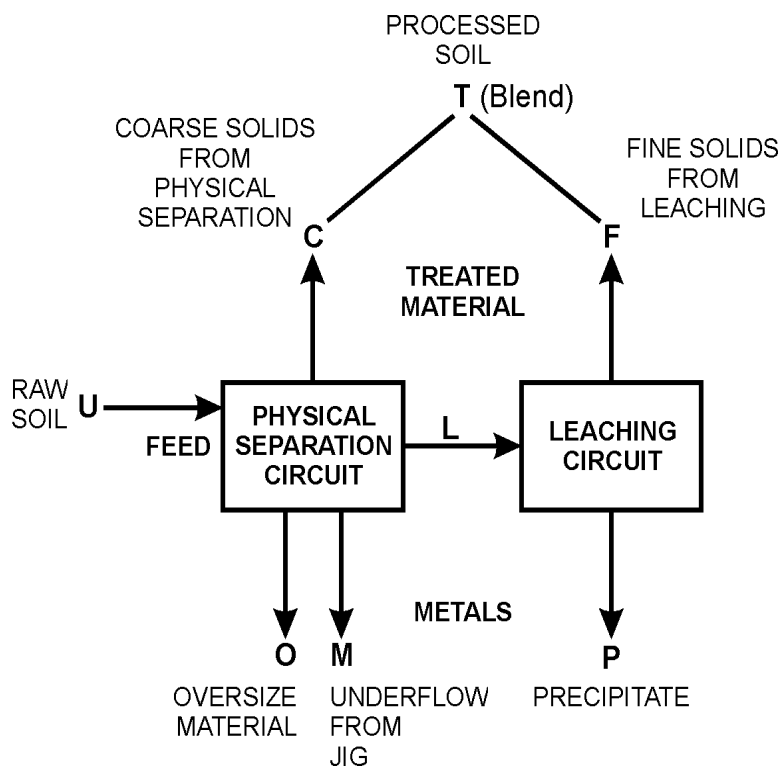 PROCESSED
SOIL
T (Blend)
COARSE SOLIDS
FROM
PHYSICAL
SEPARATION
C
FINE SOLIDS
FROM
LEACHING
F
TREATED
MATERIAL
RAW
SOIL
U
FEED
PHYSICAL
SEPARATION
CIRCUIT
L
LEACHING
CIRCUIT
METALS
O
OVERSIZE
MATERIAL
M
UNDERFLOW
FROM
JIG
P
PRECIPITATE